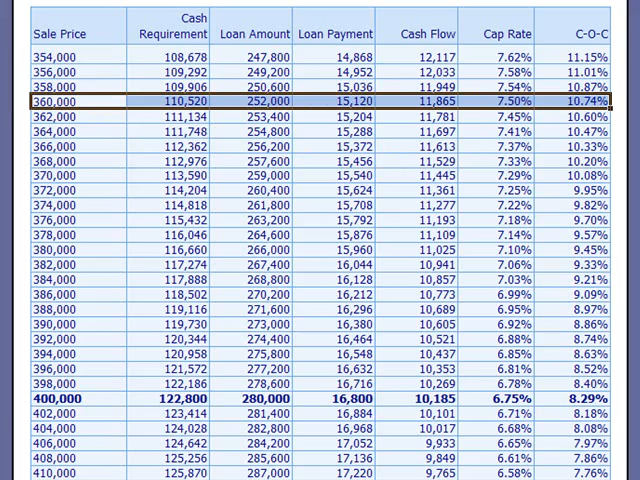 Sale Price Cash Requirement Loan Amount Loan Payment Cash Flow Cap Rate C-O-C
354,000 108,678 247,800 14,868 12,117 7.62% 11.15%
356,000 109,292 249,200 14,952 12,033 7.58% 11.01%
358,000 109,906 250,600 15,036 11,949 7.54% 10.87%
360,000 110,520 252,000 15,120 11,865 7.50% 10.74%
362,000 111,134 253,400 15,204 11,781 7.45% 10.60%
364,000 111,748 254,800 15,288 11,697 7.41% 10.47%
366,000 112,362 256,200 15,372 11,613 7.37% 10.33%
368,000 112,976 257,600 15,456 11,529 7.33% 10.20%
370,000 113,590 259,000 15,540 11,445 7.29% 10.08%
372,000 114,204 260,400 15,624 11,361 7.25% 9.95%
374,000 114,818 261,800 15,708 11,277 7.22% 9.82%
376,000 115,432 263,200 15,792 11,193 7.18% 9.70%
378,000 116,046 264,600 15,876 11,109 7.14% 9.57%
380,000 116,660 266,000 15,960 11,025 7.10% 9.45%
382,000 117,274 267,400 16,044 10,941 7.06% 9.33%
384,000 117,888 268,800 16,128 10,857 7.03% 9.21%
386,000 118,502 270,200 16,212 10,773 6.99% 9.09%
388,000 119,116 271,600 16,296 10,689 6.95% 8.97%
390,000 119,730 273,000 16,380 10,605 6.92% 8.86%
392,000 120,344 274,400 16,464 10,521 6.88% 8.74%
394,000 120,958 275,800 16,548 10,437 6.85% 8.63%
396,000 121,572 277,200 16,632 10,353 6.81% 8.52%
398,000 122,186 278,600 16,716 10,269 6.78% 8.40%
400,000 122,800 280,000 16,800 10,185 6.75% 8.29%
402,000 123,414 281,400 16,884 10,101 6.71% 8.18%
404,000 124,028 282,800 16,968 10,017 6.68% 8.08%
406,000 124,642 284,200 17,052 9,933 6.65% 7.97%
408,000 125,256 285,600 17,136 9,849 6.61% 7.86%
410,000 125,870 287,000 17,220 9,765 6.58% 7.76%